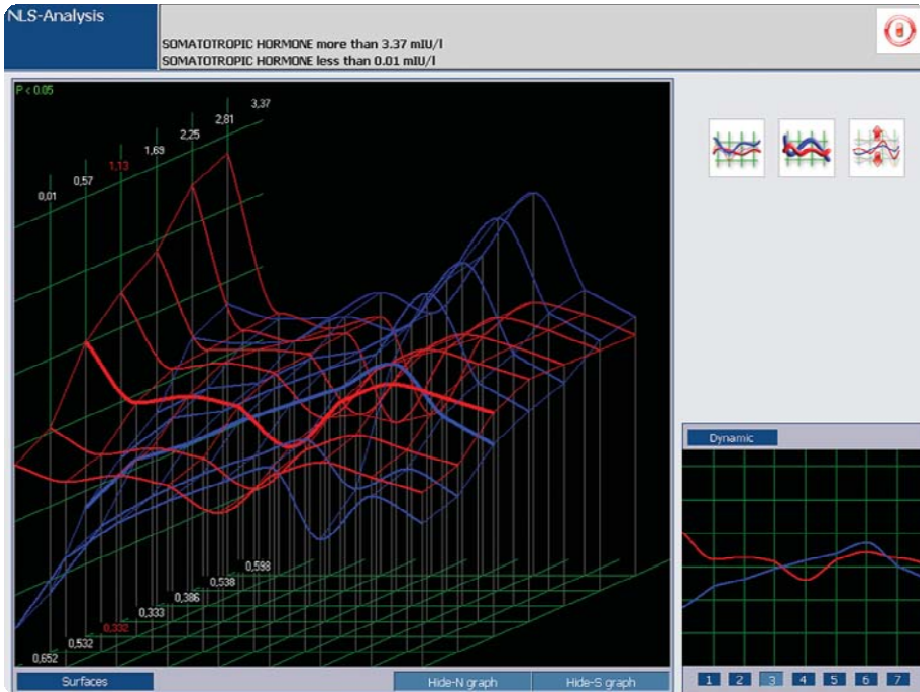 NLS-Analysis
SOMATOTROPIC HORMONE more than 3.37 mIU/l
SOMATOTROPIC HORMONE less than 0.01 mIU/l
P < 0.05
3,37
2,81
2,25
1,69
1,13
0,57
0,01
0,598
0,538
0,386
0,333
0,332
0,532
0,652
Surfaces
Hide-N graph
Hide-S graph
Dynamic
1 2 3 4 5 6 7